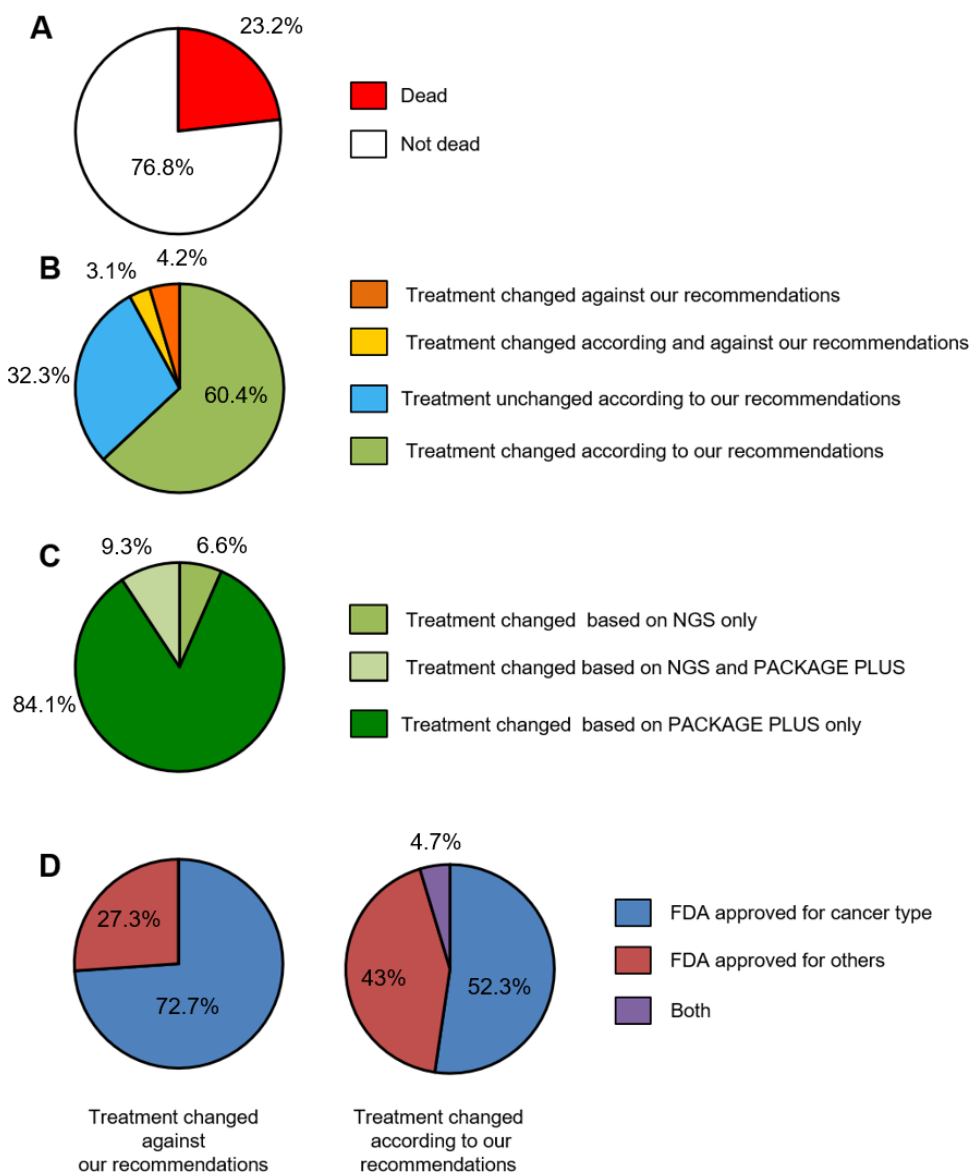 A
23.2%
Dead
Not dead
76.8%
B
3.1%
4.2%
32.3%
60.4%
Treatment changed against our recommendations
Treatment changed according and against our recommendations
Treatment unchanged according to our recommendations
Treatment changed according to our recommendations
C
9.3%
6.6%
84.1%
Treatment changed based on NGS only
Treatment changed based on NGS and PACKAGE PLUS
Treatment changed based on PACKAGE PLUS only
D
27.3%
72.7%
Treatment changed
against
our recommendations
4.7%
43%
52.3%
Treatment changed
according to our
recommendations
FDA approved for cancer type
FDA approved for others
Both